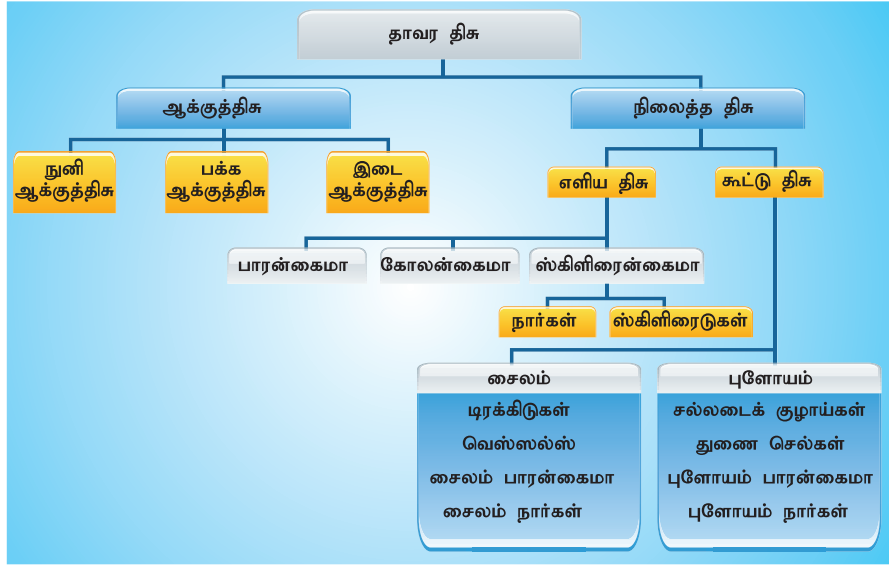 தாவர திசு
ஆக்குத்திசு
நிலைத்த திசு
நுனி
ஆக்குத்திசு
பக்க
ஆக்குத்திசு
இடை
ஆக்குத்திசு
எளிய திசு
கூட்டு திசு
பாரன்கைமா
கோலன்கைமா
ஸ்கிளிரைன்கைமா
நார்கள்
ஸ்கிளிரைடுகள்
சைலம்
டிரக்கிடுகள்
வெஸ்ஸல்ஸ்
சைலம் பாரன்கைமா
சைலம் நார்கள்
புளோயம்
சல்லடைக் குழாய்கள்
துணை செல்கள்
புளோயம் பாரன்கைமா
புளோயம் நார்கள்